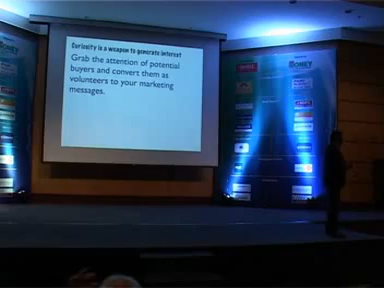 Curiosity is a weapon to generate interest
Grab the attention of potential
buyers and convert them as
volunteers to your marketing
messages.
MONEY